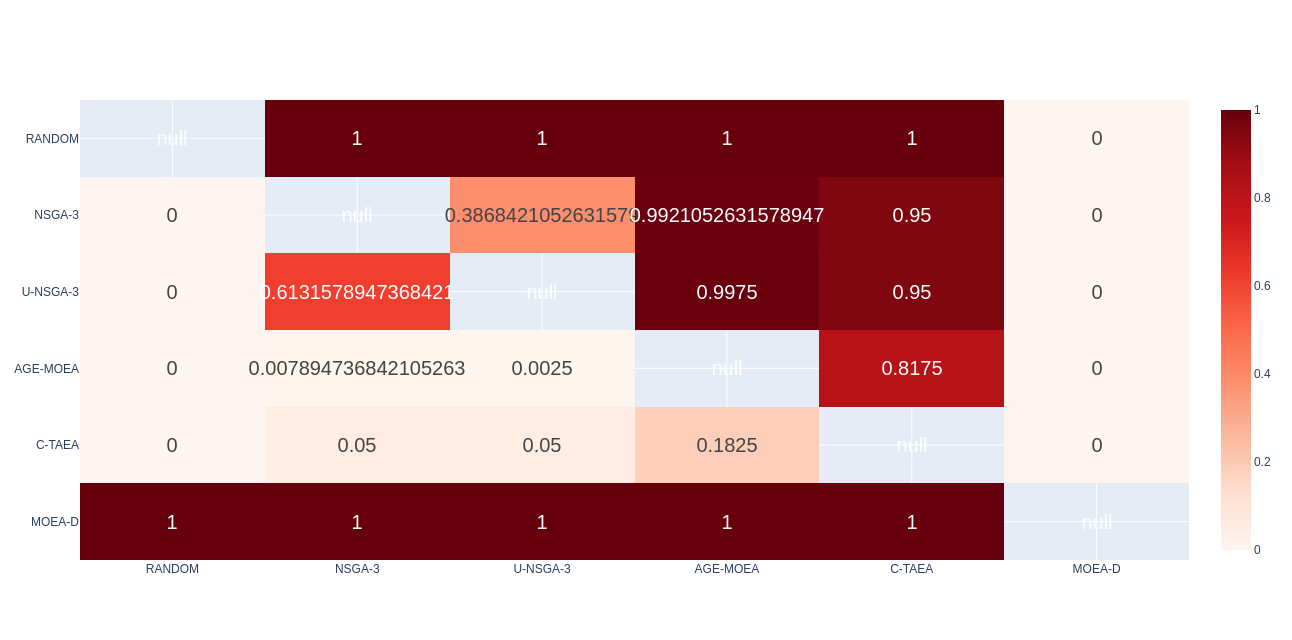 RANDOM null 1 1 1 1 0
NSGA-3 0 null 0.3868421052631579 0.9921052631578947 0.95 0
U-NSGA-3 0 0.6131578947368421 null 0.9975 0.95 0
AGE-MOEA 0 0.007894736842105263 0.0025 null 0.8175 0
C-TAEA 0 0.05 0.05 0.1825 null 0
MOEA-D 1 1 1 1 1 null
RANDOM NSGA-3 U-NSGA-3 AGE-MOEA C-TAEA MOEA-D
1
0.8
0.6
0.4
0.2
0